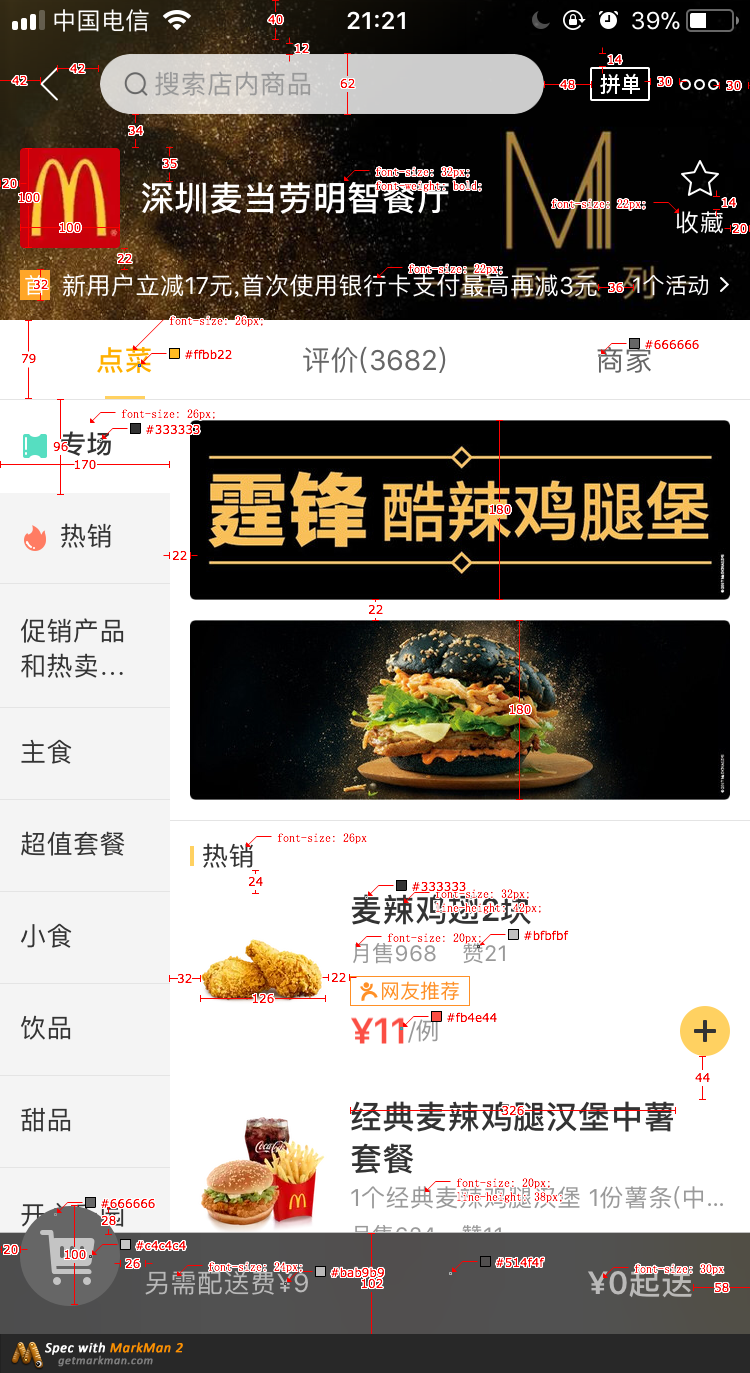 中国电信 40 21:21 39%
12
42 42 搜索店内商品 62 48 14 拼单 30 30
34
35
20 100 深圳麦当劳明智餐厅 font-size: 32px;
font-weight: bold;
font-size: 22px; 14
收藏 20
100
22
font-size: 22px;
首 32 新用户立减17元,首次使用银行卡支付最高再减3元 36 1个活动
font-size: 26px;
79 点菜 #ffbb22 评价(3682) 商家 #666666
font-size: 26px;
#333333
96 专场
170
霆锋 酷辣鸡腿堡
180
热销
22
22
促销产品
和热卖...
180
主食
超值套餐
font-size: 26px
热销
24
#333333
font-size: 32px;
line-height: 42px;
麦辣鸡翅2块
小食
font-size: 20px; #bfbfbf
月售968 赞21
32 22
126
网友推荐
#fb4e44
饮品 ¥11/例
44
甜品
经典麦辣鸡腿汉堡中薯
326
套餐
Coca-Cola
font-size: 20px;
line-height: 38px;
1个经典麦辣鸡腿汉堡 1份薯条(中...
#666666
28
月售624 赞11
20 100 #c4c4c4
26
font-size: 24px; #bab9b9 #514f4f font-size: 30px
另需配送费¥9 102 ¥0起送 58
Spec with MarkMan 2
getmarkman.com